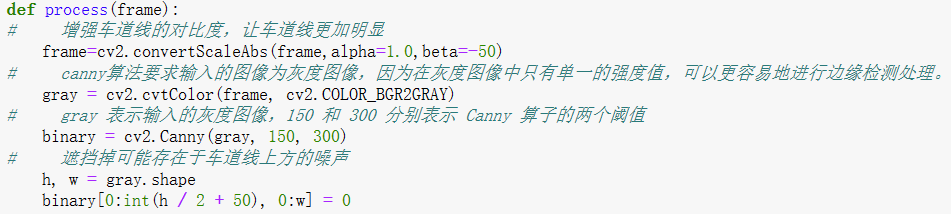 def process(frame):
#     增强车道线的对比度，让车道线更加明显
    frame=cv2.convertScaleAbs(frame,alpha=1.0,beta=-50)
#     canny算法要求输入的图像为灰度图像，因为在灰度图像中只有单一的强度值，可以更容易地进行边缘检测处理。
    gray = cv2.cvtColor(frame, cv2.COLOR_BGR2GRAY)
#     gray 表示输入的灰度图像，150 和 300 分别表示 Canny 算子的两个阈值
    binary = cv2.Canny(gray, 150, 300)
#     遮挡掉可能存在于车道线上方的噪声
    h, w = gray.shape
    binary[0:int(h / 2 + 50), 0:w] = 0